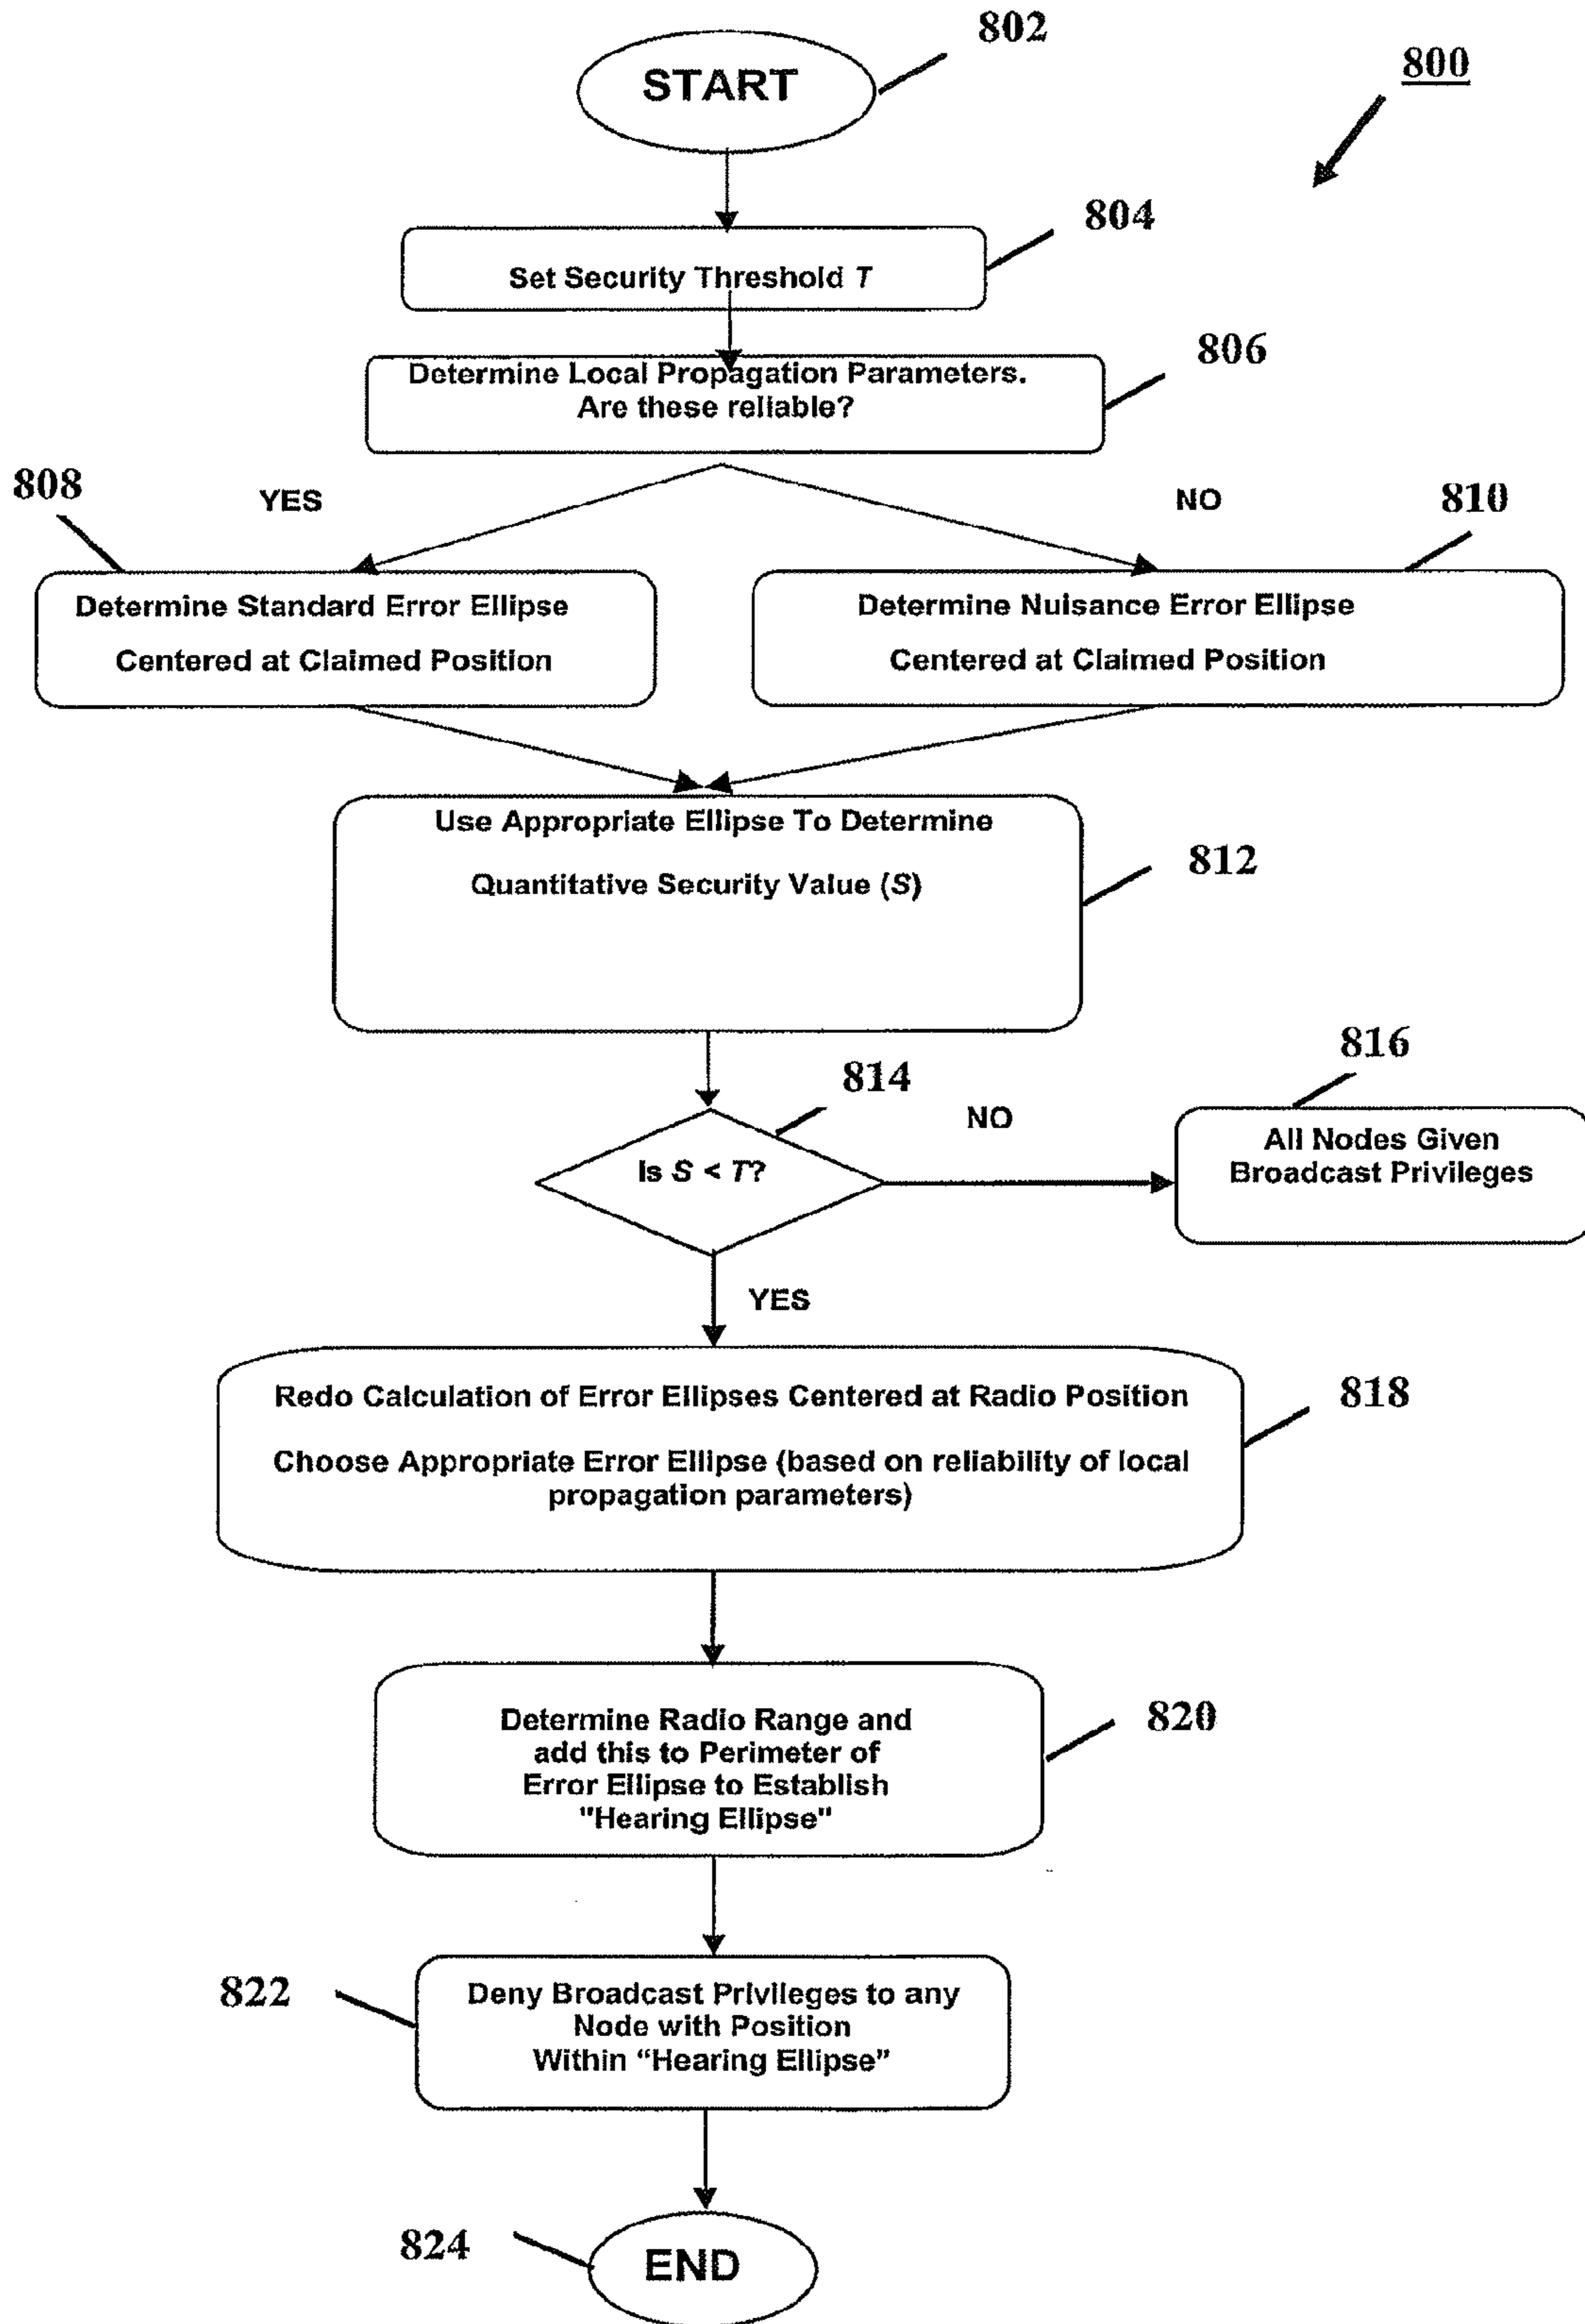 802
START
800
804
Set Security Threshold T
806
Determine Local Propagation Parameters.
Are these reliable?
808
YES
NO
810
Determine Standard Error Ellipse
Centered at Claimed Position
Determine Nuisance Error Ellipse
Centered at Claimed Position
Use Appropriate Ellipse To Determine
Quantitative Security Value (S)
812
814
NO
816
Is S < T?
All Nodes Given
Broadcast Privileges
YES
Redo Calculation of Error Ellipses Centered at Radio Position
Choose Appropriate Error Ellipse (based on reliability of local
propagation parameters)
818
Determine Radio Range and
add this to Perimeter of
Error Ellipse to Establish
"Hearing Ellipse"
820
822
Deny Broadcast Privileges to any
Node with Position
Within “Hearing Ellipse”
824
END